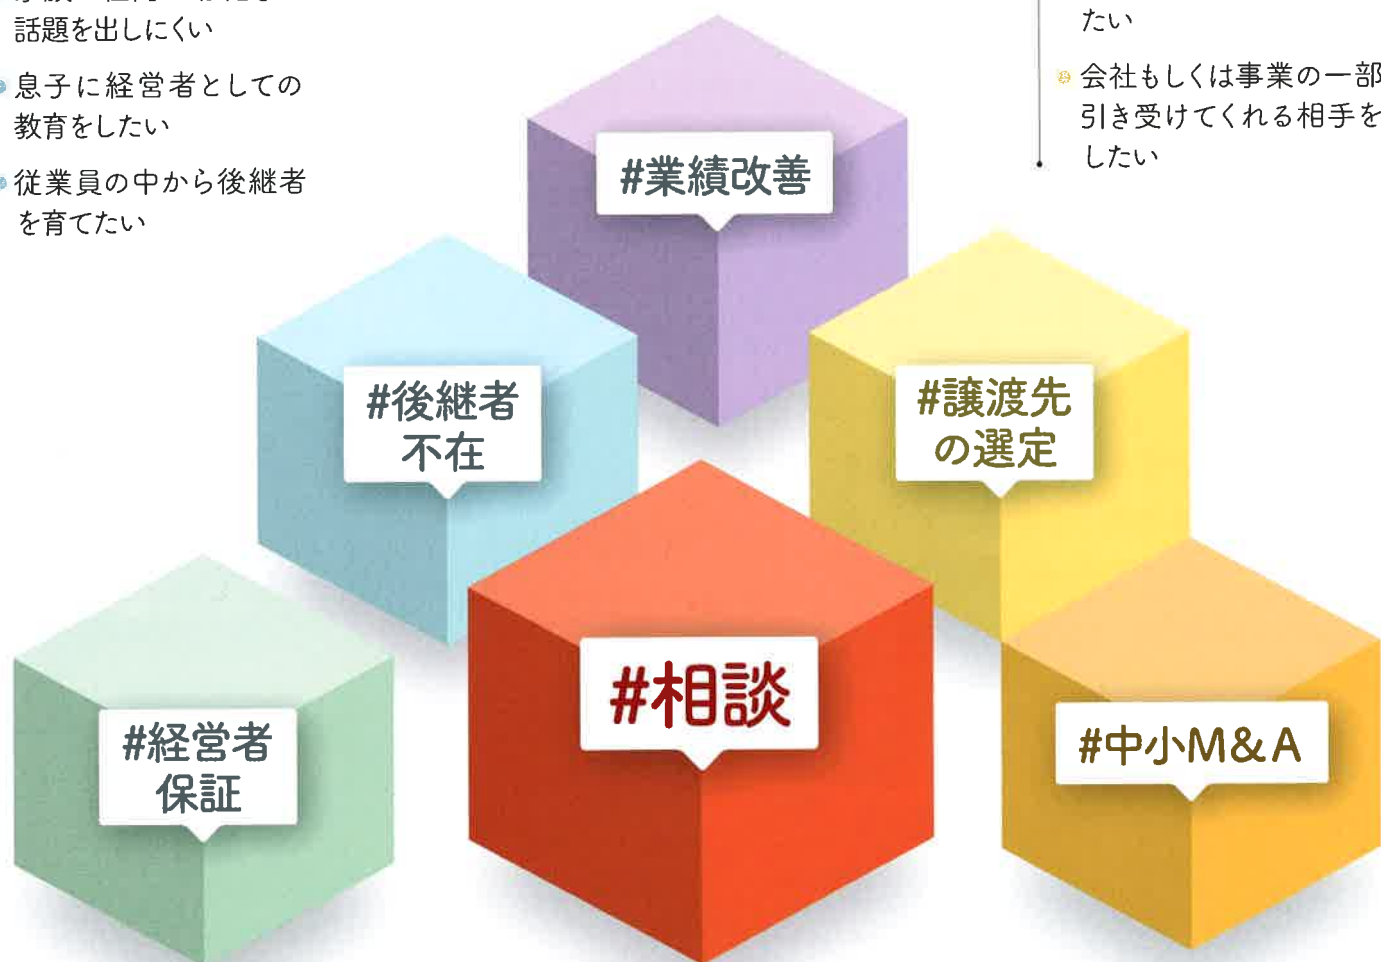 話題を出しにくい
息子に経営者としての
教育をしたい
従業員の中から後継者
を育てたい
たい
会社もしくは事業の一部
引き受けてくれる相手を
したい
#業績改善
#後継者
不在
#譲渡先
の選定
#相談
#経営者
保証
#中小M&A